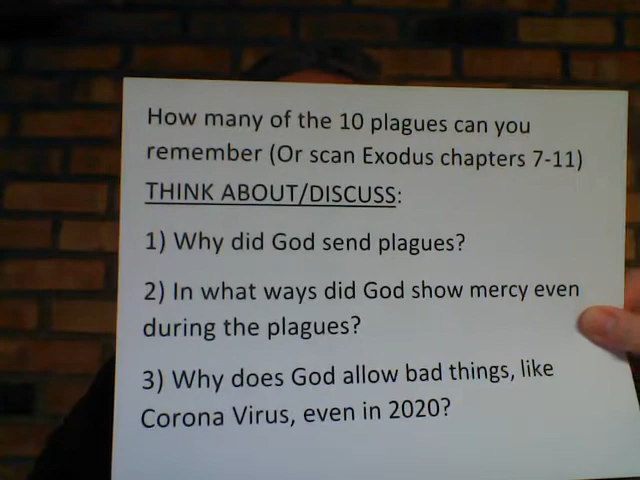 How many of the 10 plagues can you
remember (Or scan Exodus chapters 7-11)
THINK ABOUT/DISCUSS:
1) Why did God send plagues?
2) In what ways did God show mercy even
during the plagues?
3) Why does God allow bad things, like
Corona Virus, even in 2020?